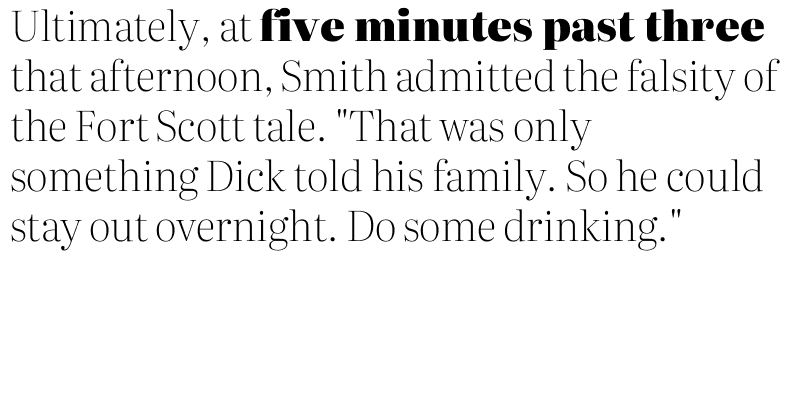 Ultimately, at five minutes past three
that afternoon, Smith admitted the falsity of
the Fort Scott tale. "That was only
something Dick told his family. So he could
stay out overnight. Do some drinking."